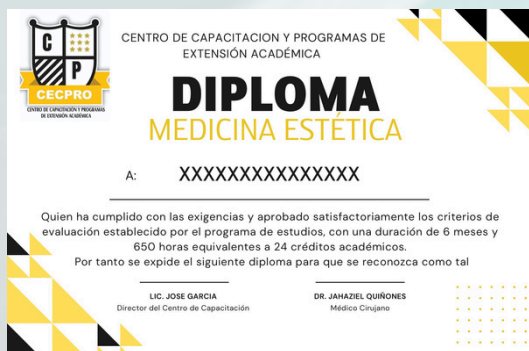 C
P
CECPRO
CENTRO DE CAPACITACIÓN Y PROGRAMAS
DE EXTENSIÓN ACADÉMICA
CENTRO DE CAPACITACION Y PROGRAMAS DE
EXTENSIÓN ACADÉMICA
DIPLOMA
MEDICINA ESTÉTICA
A: XXXXXXXXXXXXXXX
Quien ha cumplido con las exigencias y aprobado satisfactoriamente los criterios de
evaluación establecido por el programa de estudios, con una duración de 6 meses y
650 horas equivalentes a 24 créditos académicos.
Por tanto se expide el siguiente diploma para que se reconozca como tal
LIC. JOSE GARCIA
Director del Centro de Capacitación
DR. JAHAZIEL QUIÑONES
Médico Cirujano